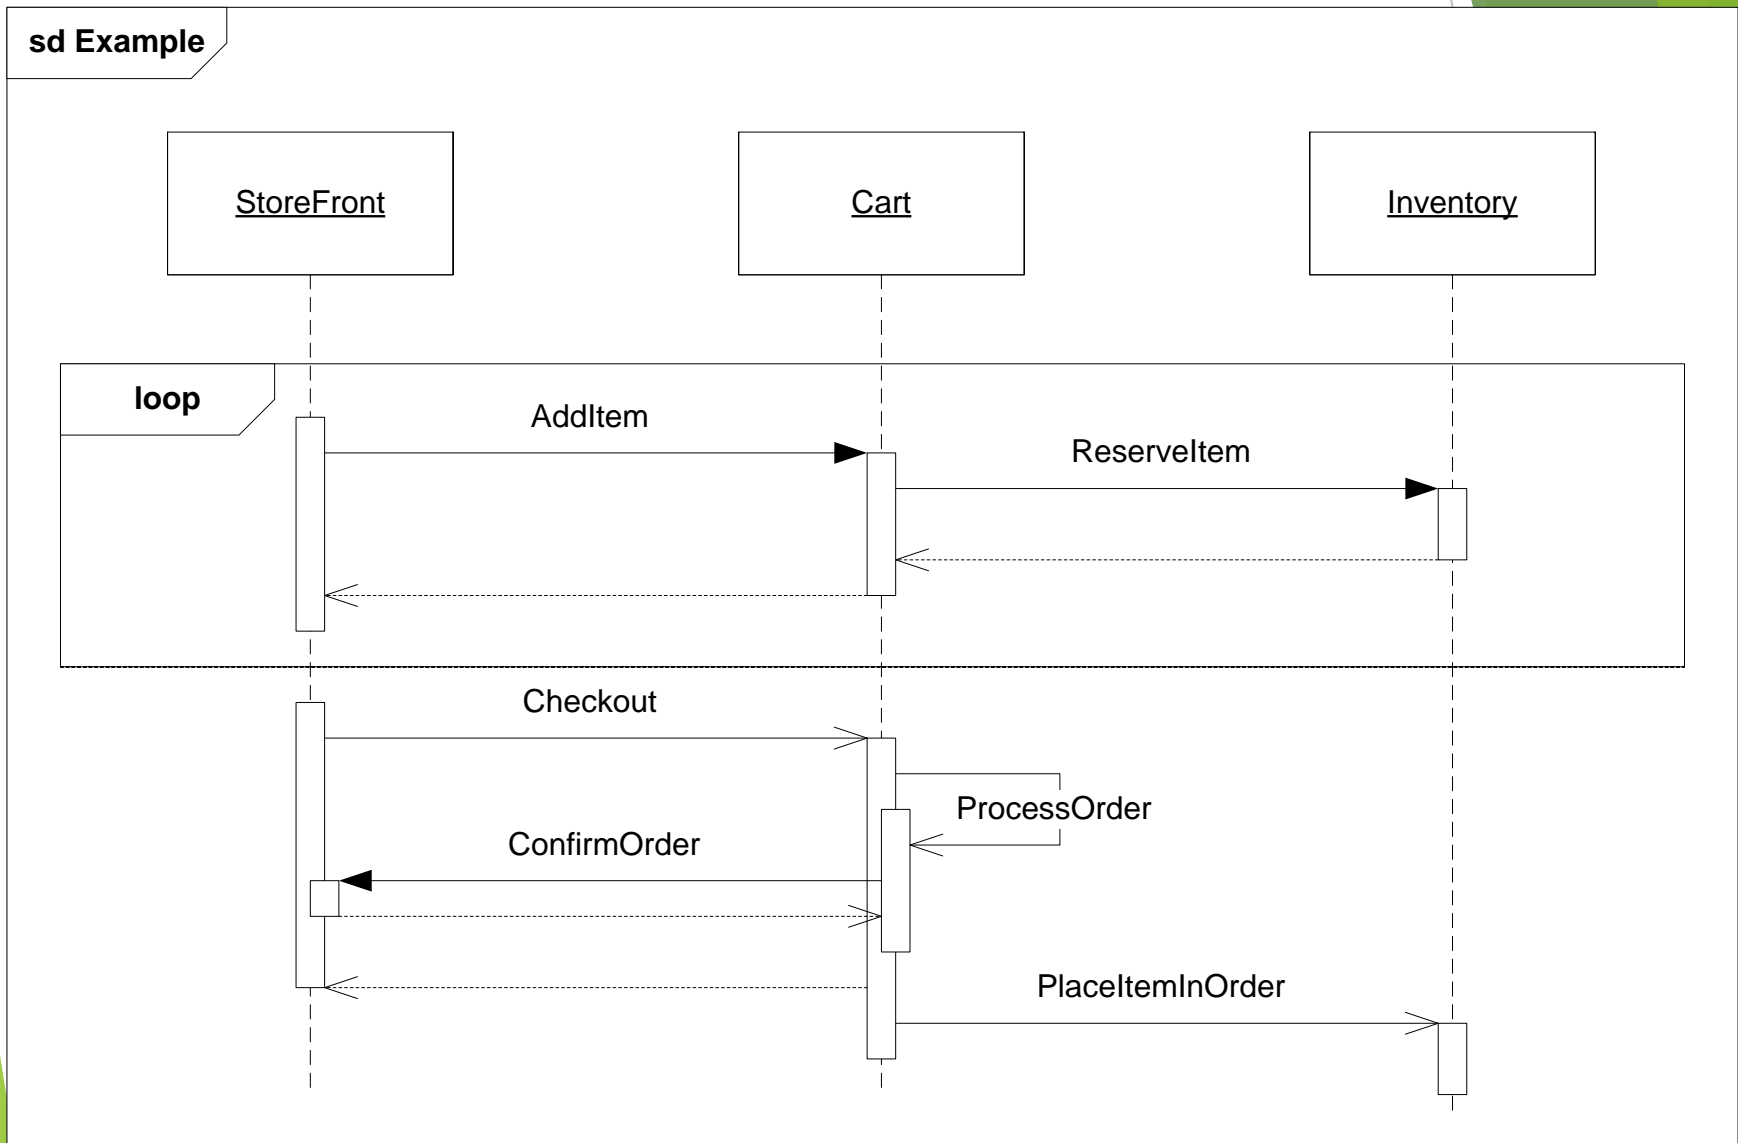 sd Example
StoreFront
Cart
Inventory
loop
AddItem
ReserveItem
Checkout
ProcessOrder
ConfirmOrder
PlaceItemInOrder